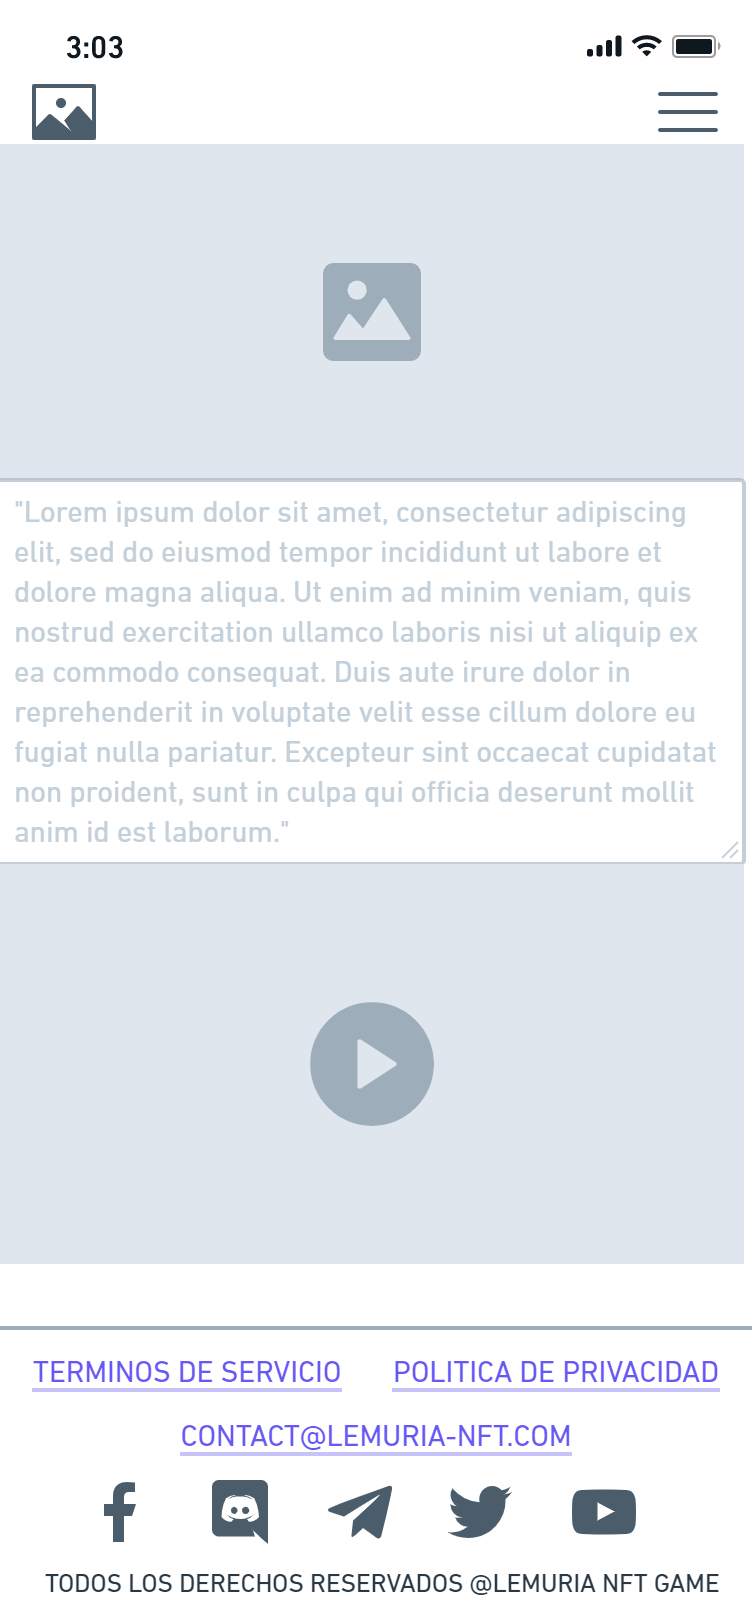 3:03
"Lorem ipsum dolor sit amet, consectetur adipiscing
elit, sed do eiusmod tempor incididunt ut labore et
dolore magna aliqua. Ut enim ad minim veniam, quis
nostrud exercitation ullamco laboris nisi ut aliquip ex
ea commodo consequat. Duis aute irure dolor in
reprehenderit in voluptate velit esse cillum dolore eu
fugiat nulla pariatur. Excepteur sint occaecat cupidatat
non proident, sunt in culpa qui officia deserunt mollit
anim id est laborum."
TERMINOS DE SERVICIO POLITICA DE PRIVACIDAD
CONTACT@LEMURIA-NFT.COM
TODOS LOS DERECHOS RESERVADOS @LEMURIA NFT GAME